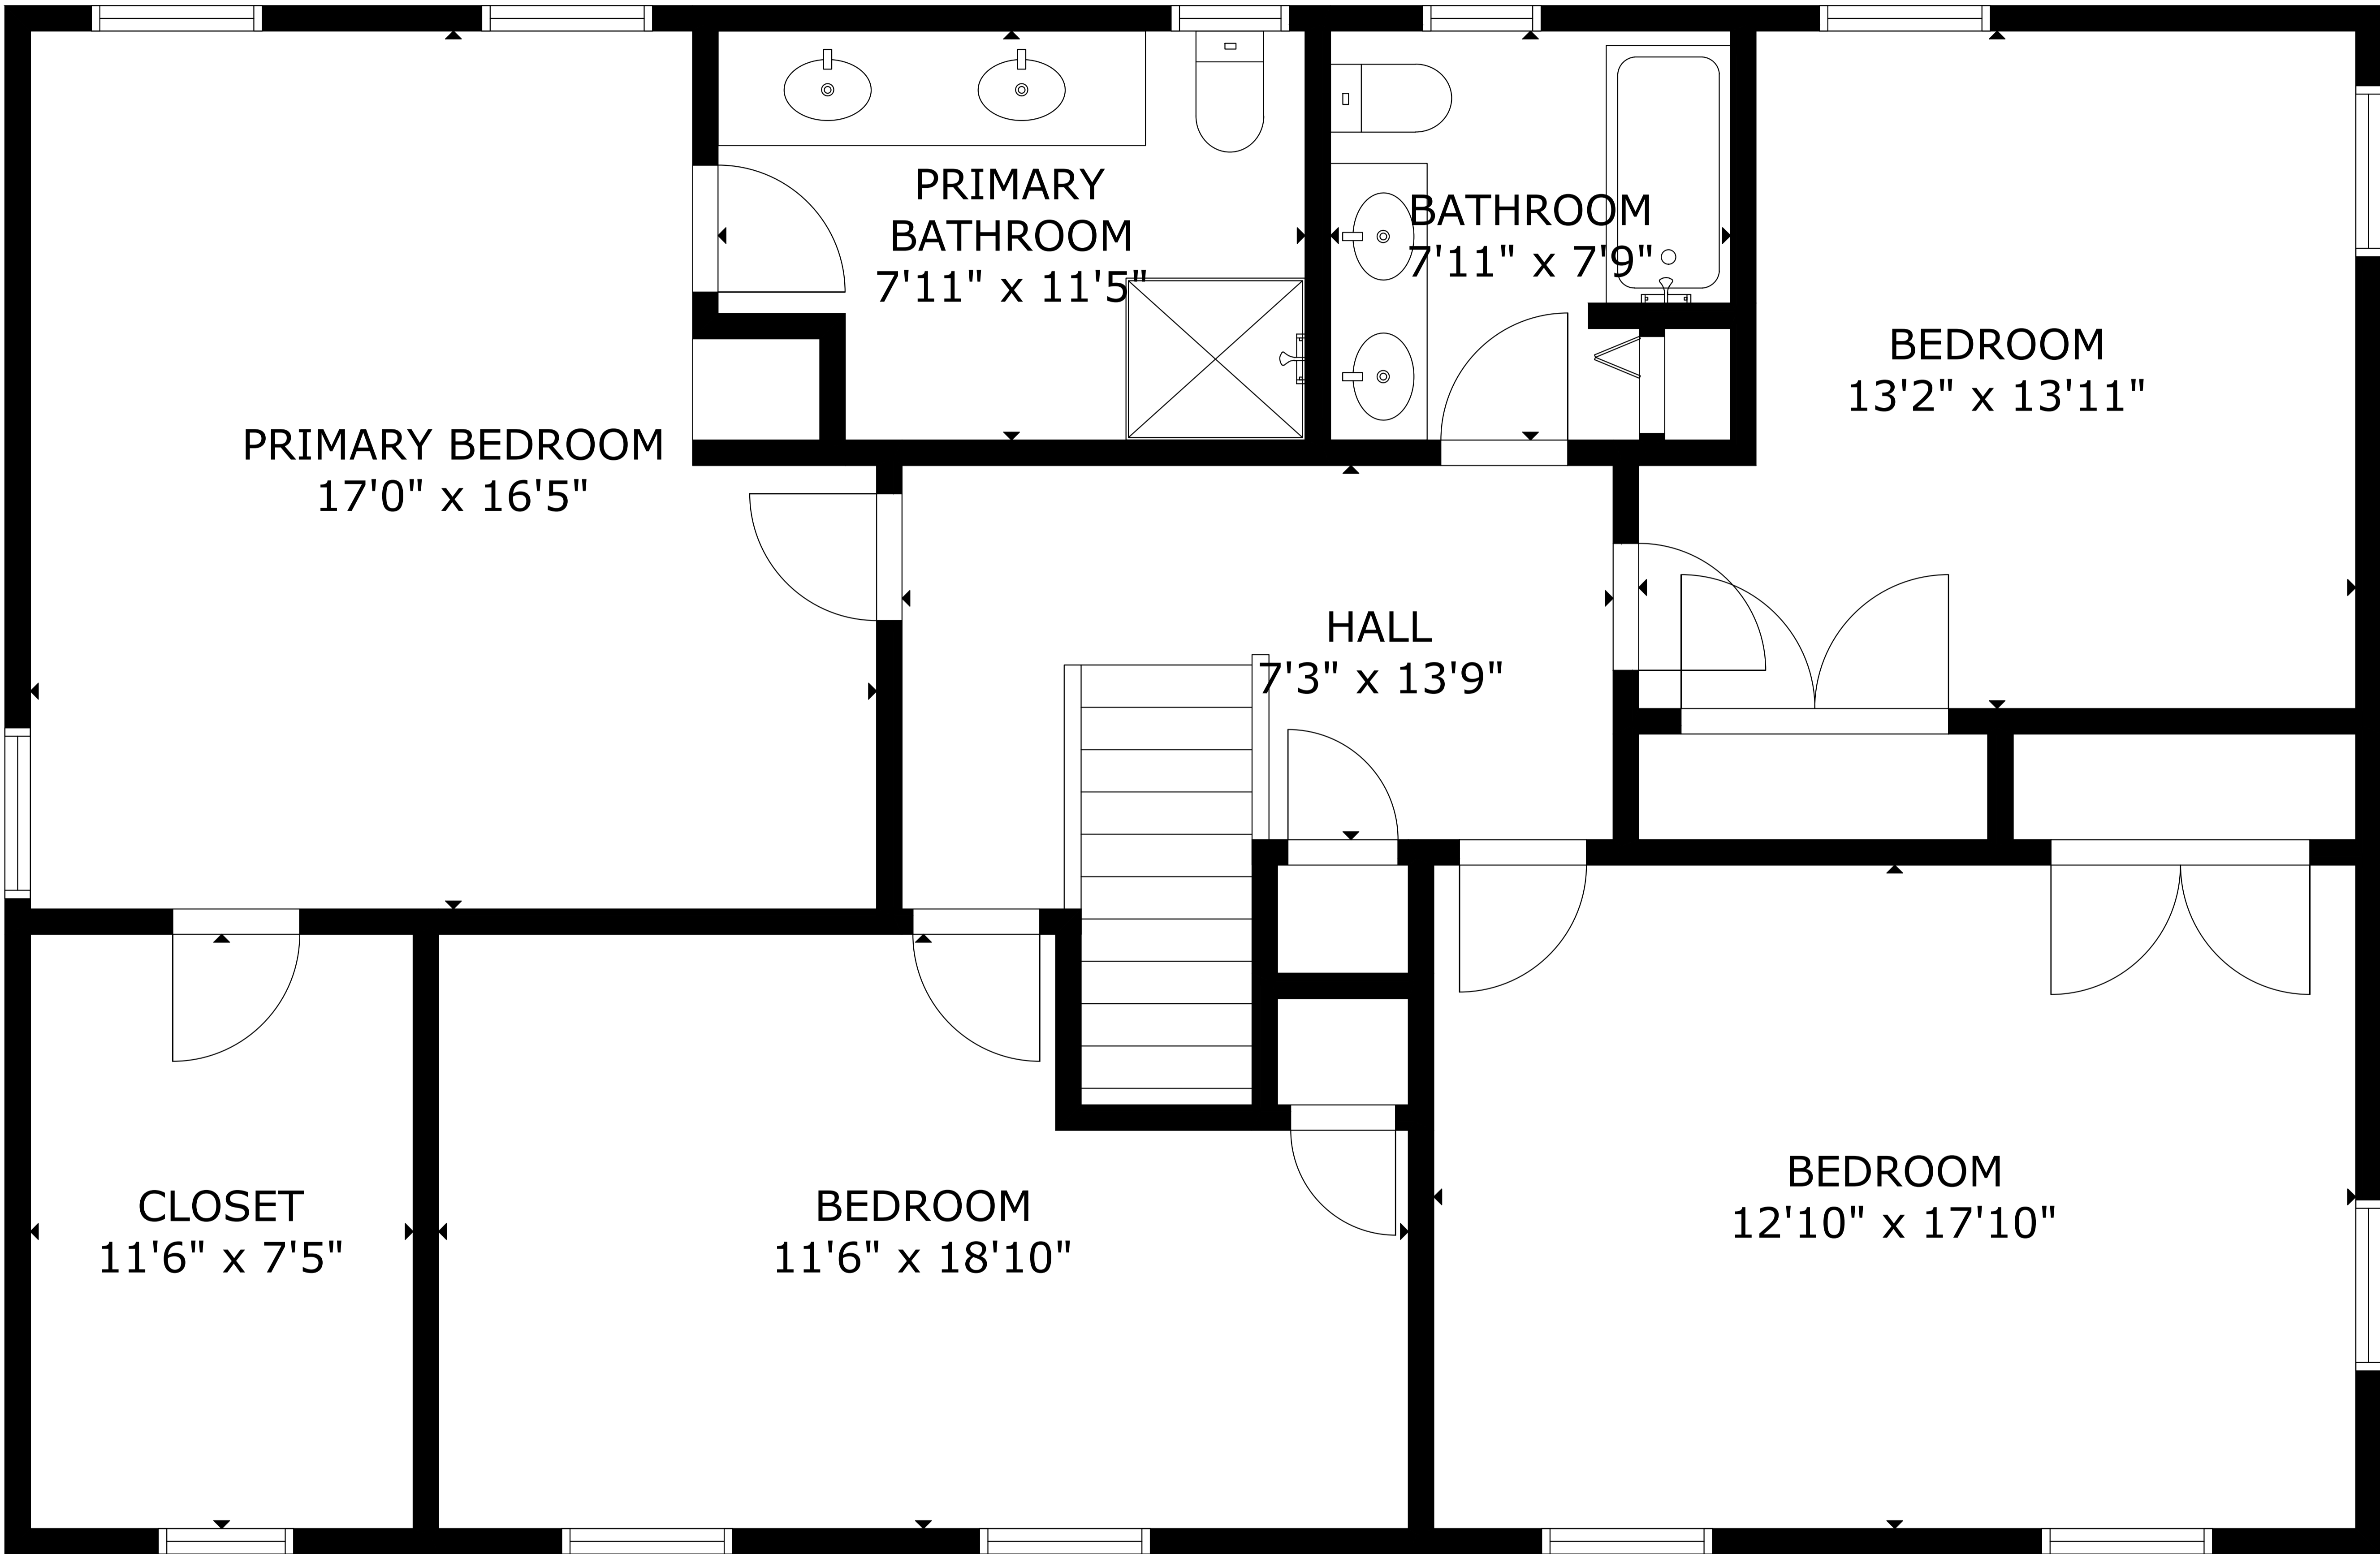 PRIMARY
BATHROOM
7'11" x 11'5"
BATHROOM
7'11" x 7'9"
BEDROOM
13'2" x 13'11"
PRIMARY BEDROOM
17'0" x 16'5"
HALL
7'3" x 13'9"
CLOSET
11'6" x 7'5"
BEDROOM
11'6" x 18'10"
BEDROOM
12'10" x 17'10"